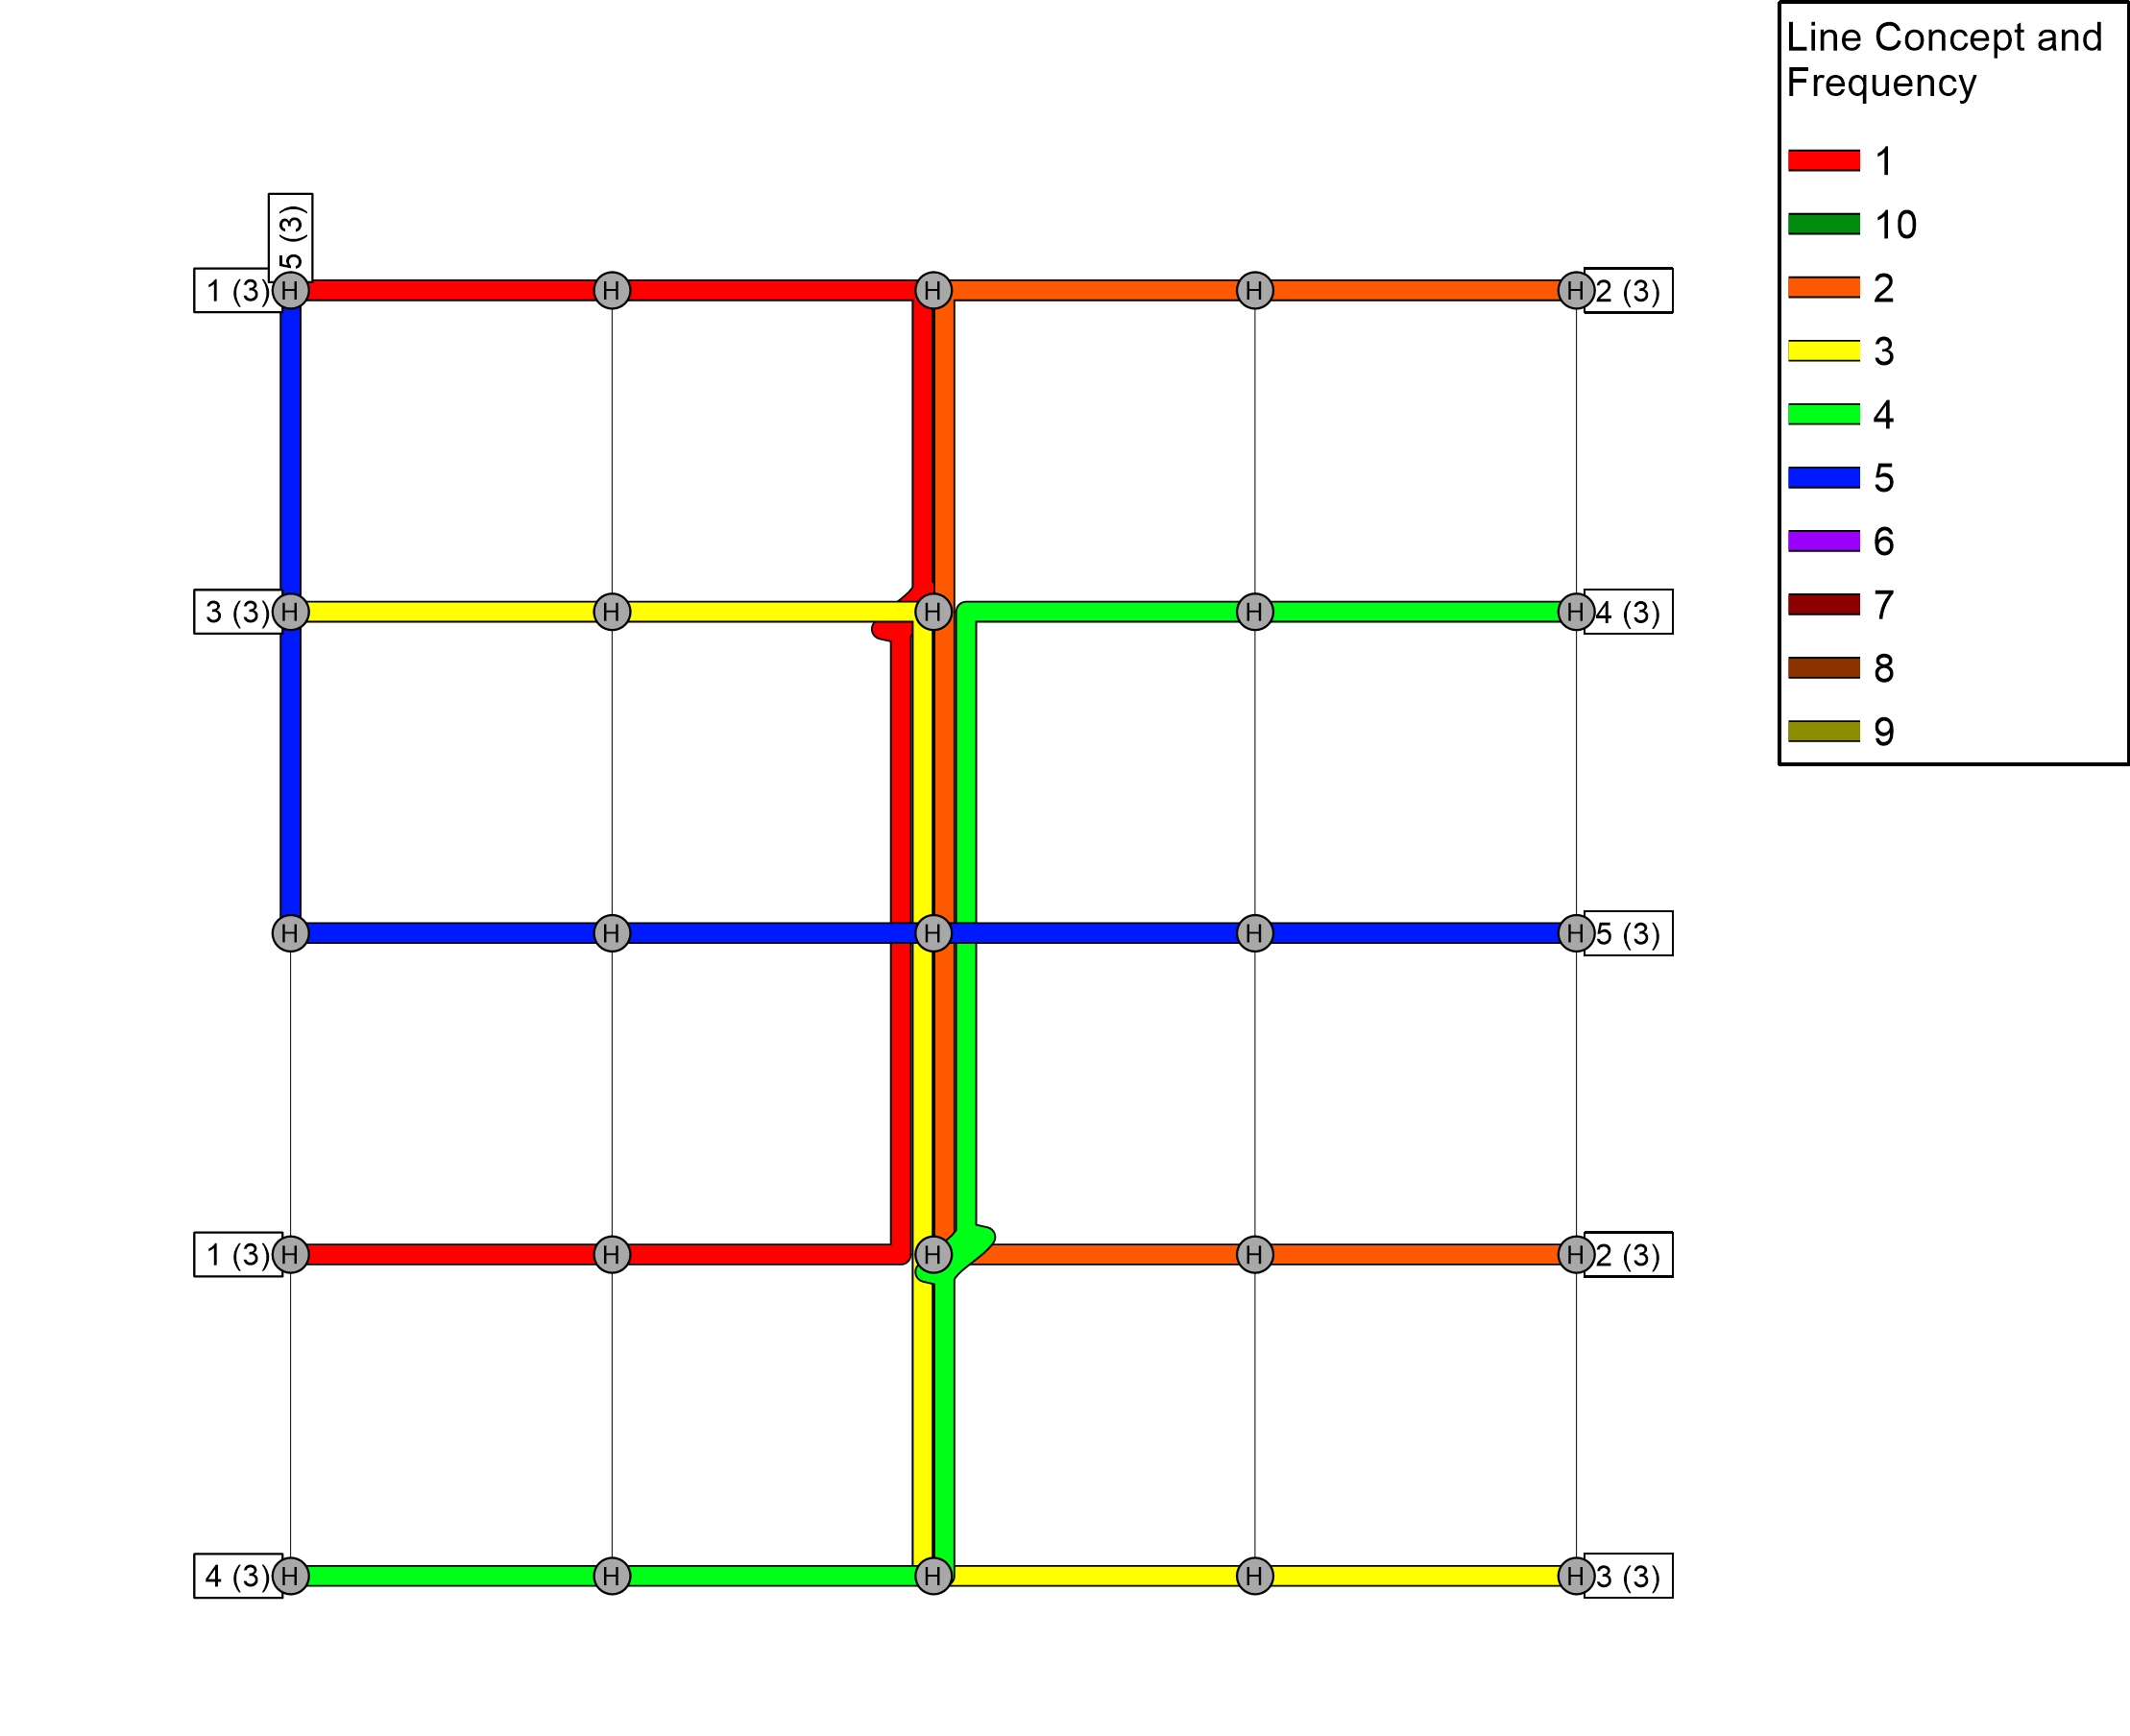 Line Concept and
Frequency
1
10
2
3
4
5
6
7
8
9
5 (3)
1 (3) H H H H H 2 (3)
3 (3) H H H H H 4 (3)
H H H H H 5 (3)
1 (3) H H H H H 2 (3)
4 (3) H H H H H 3 (3)